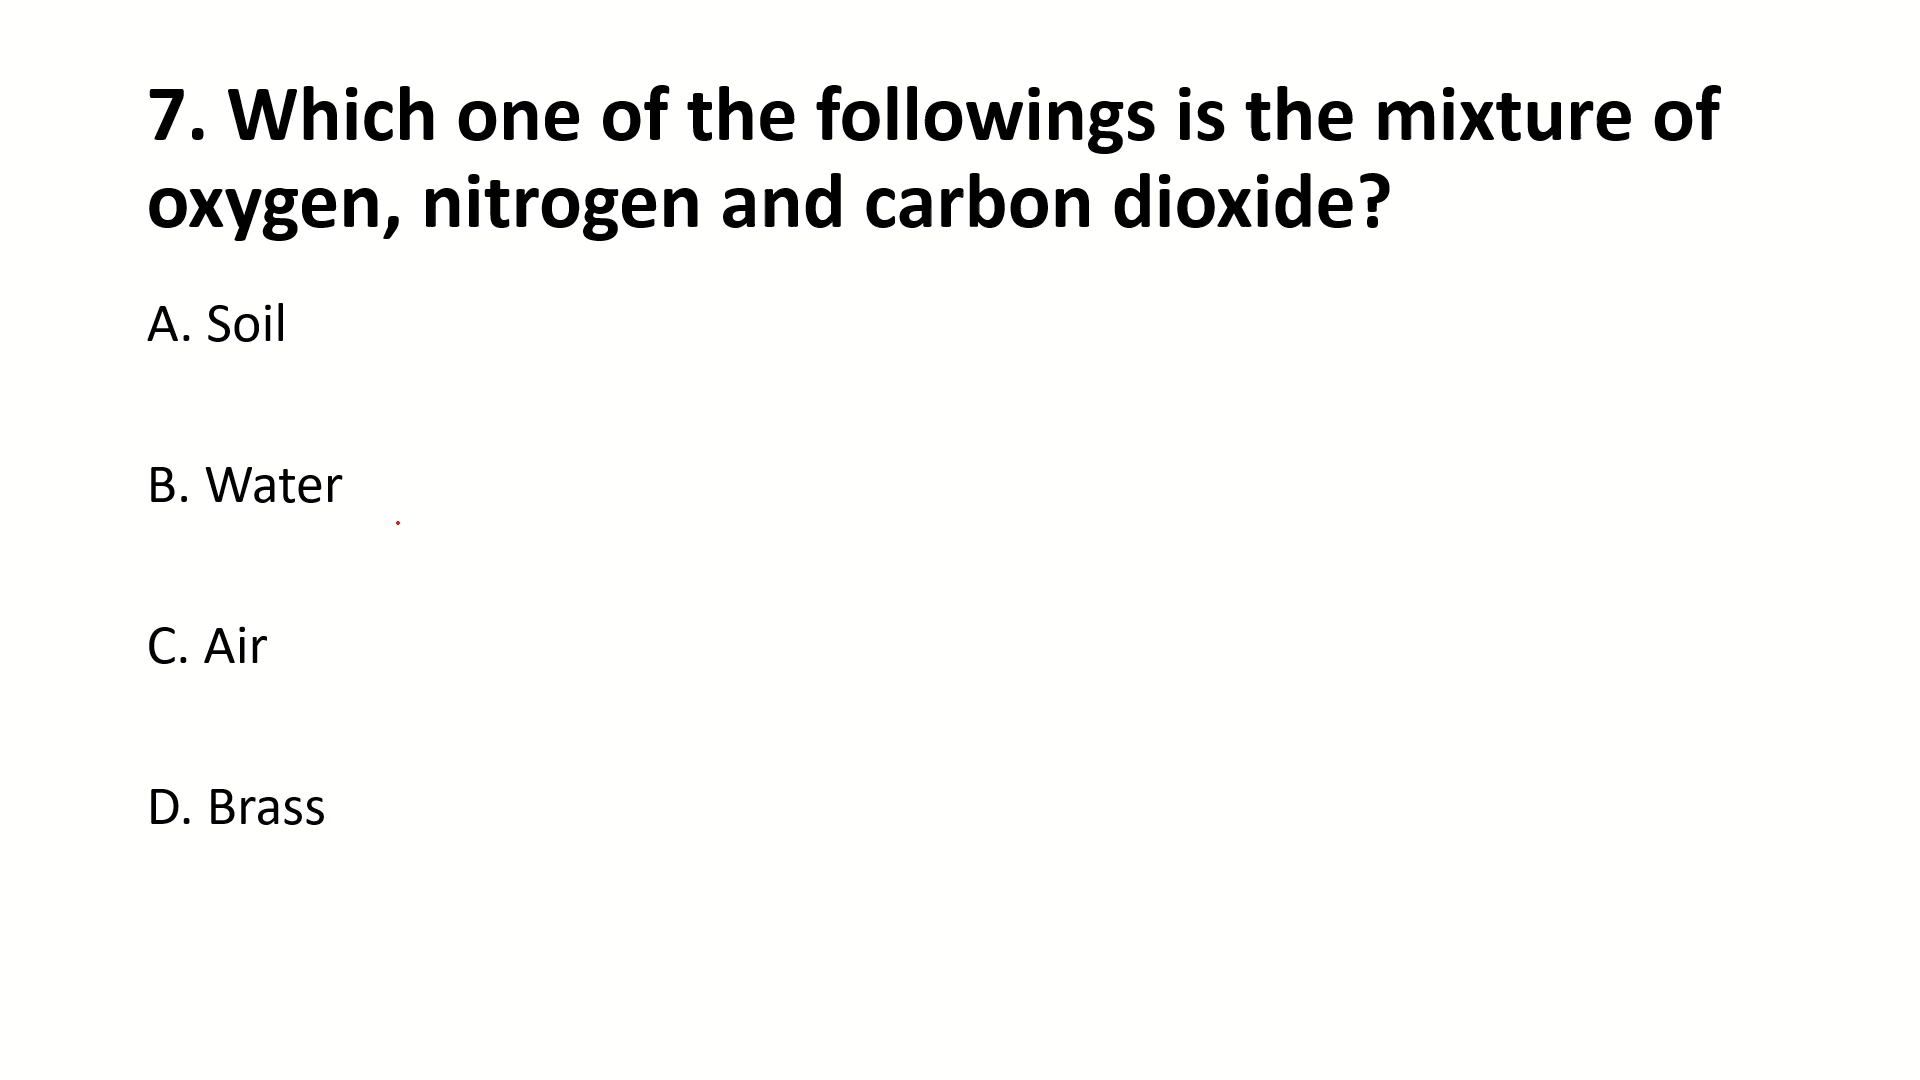 7. Which one of the followings is the mixture of
oxygen, nitrogen and carbon dioxide?
A. Soil
B. Water
C. Air
D. Brass